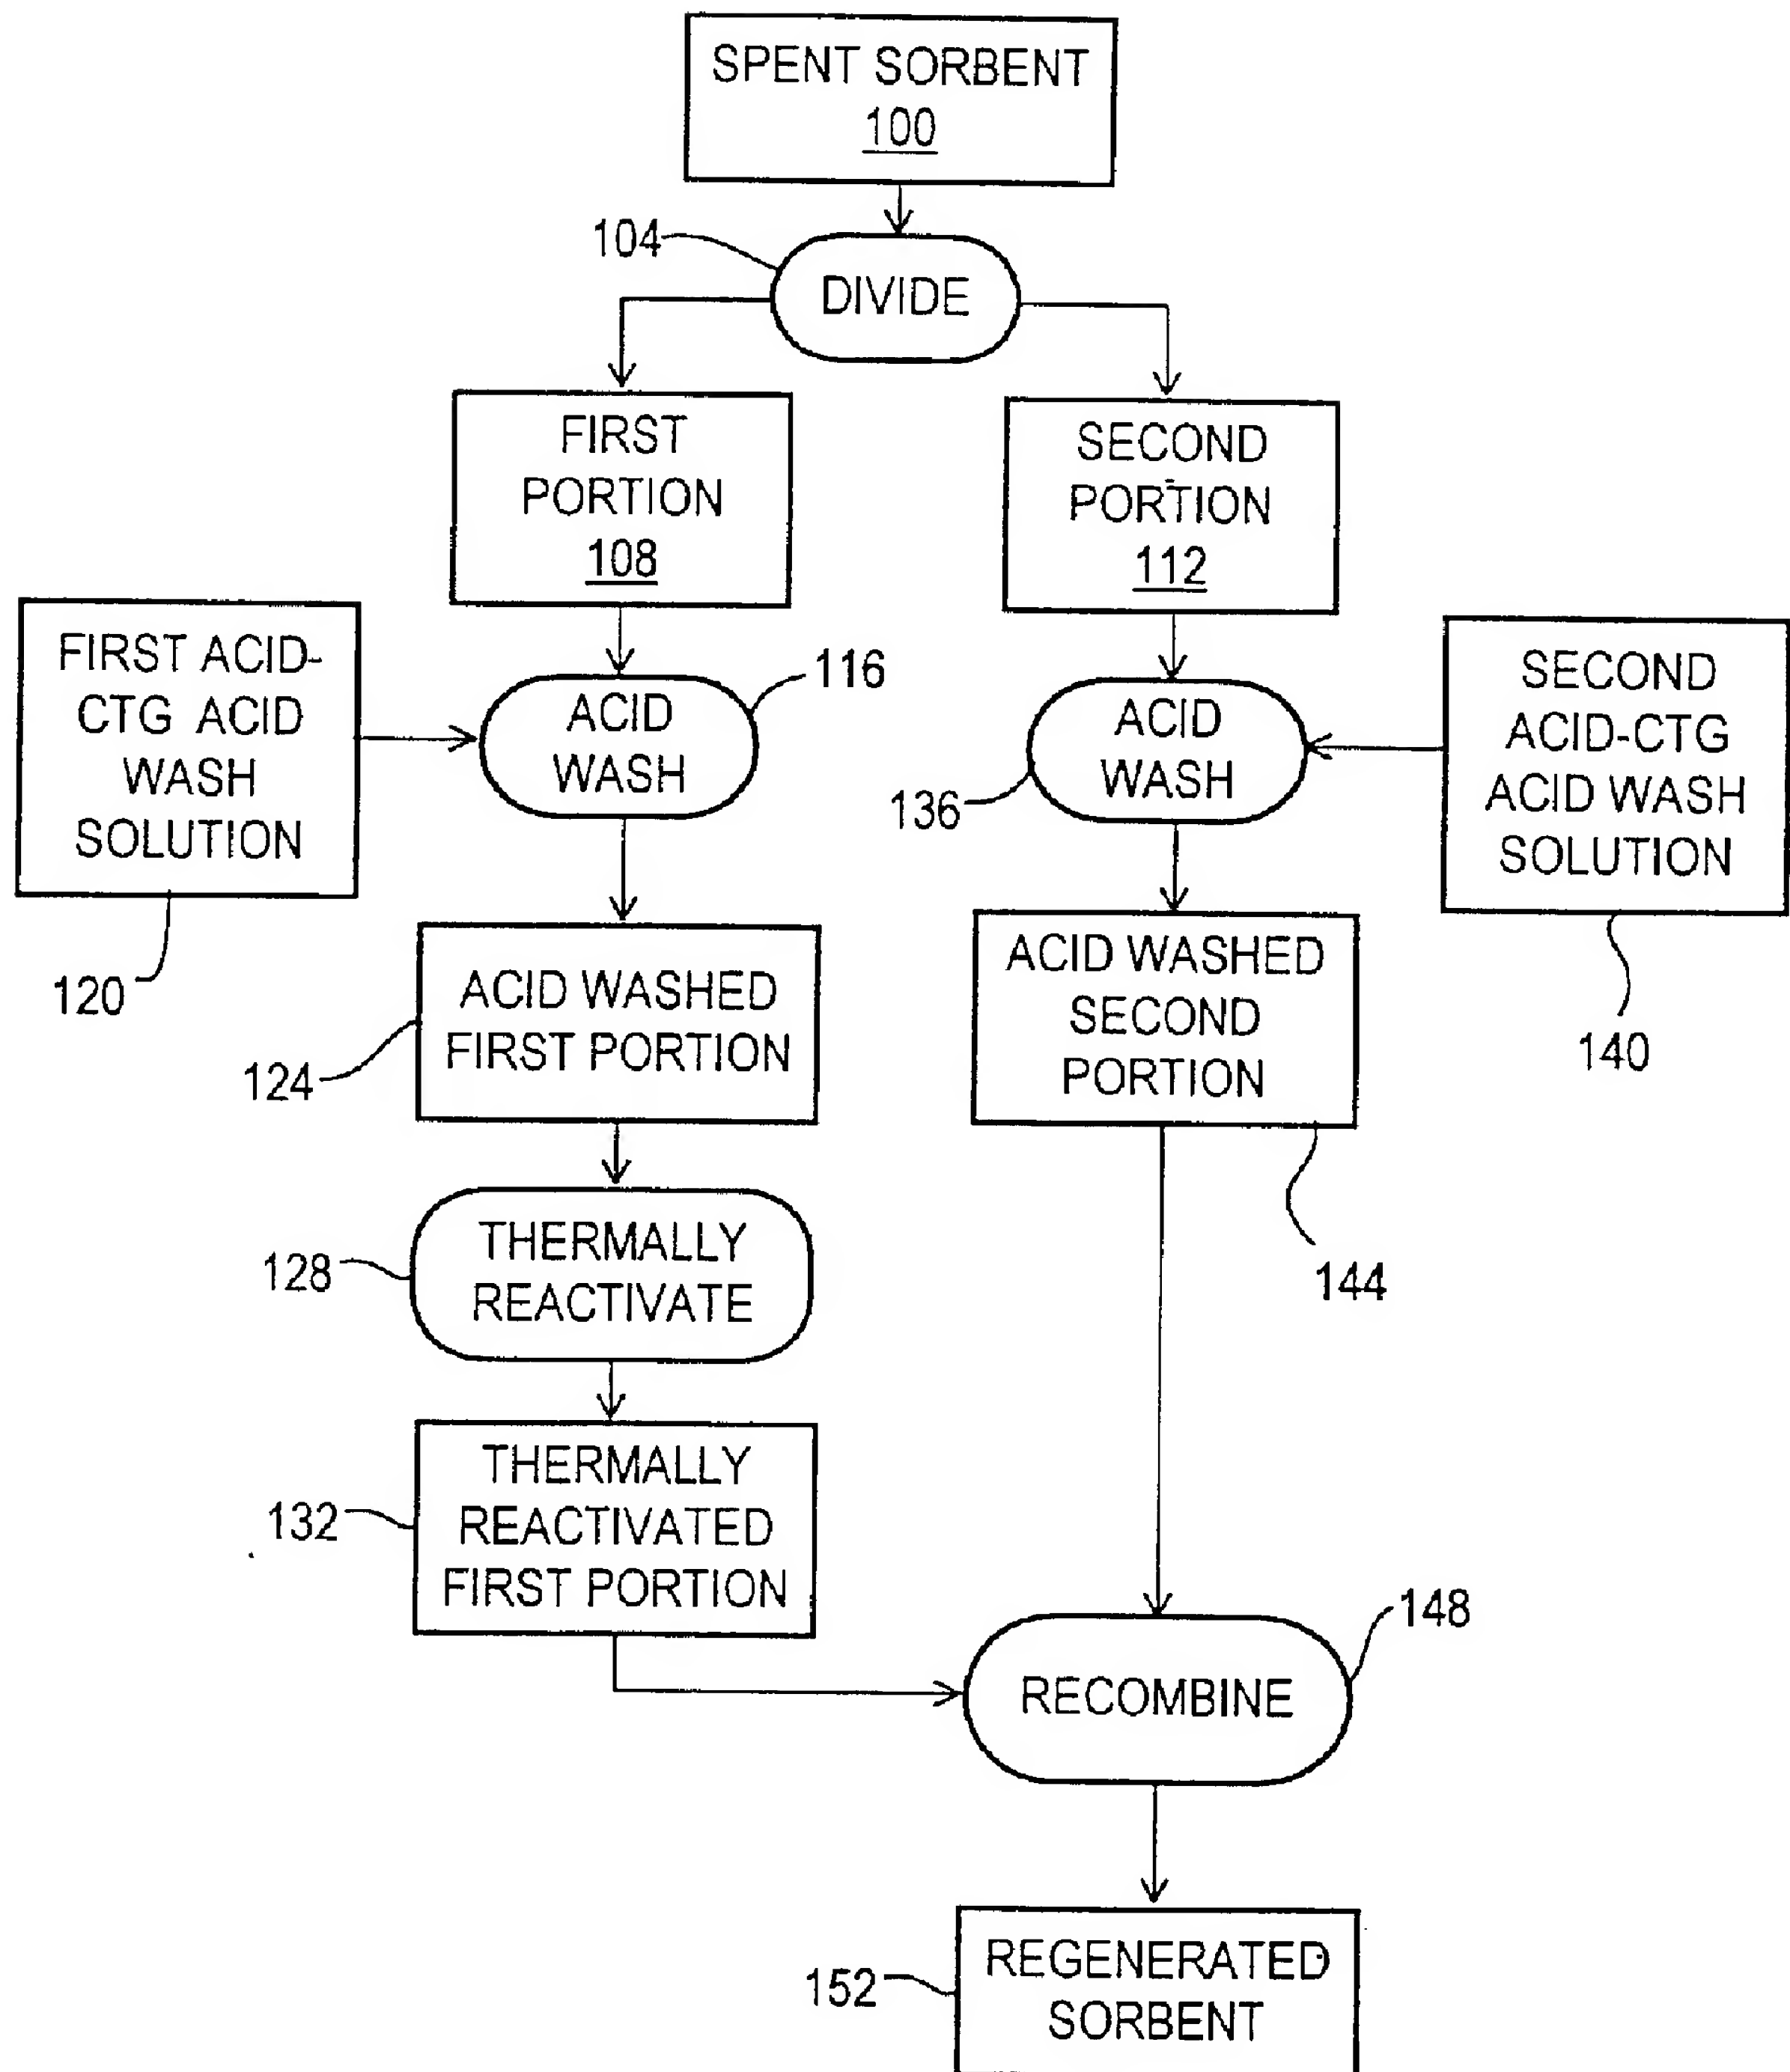 SPENT SORBENT
100
104
DIVIDE
FIRST
PORTION
108
SECOND
PORTION
112
FIRST ACID-
CTG ACID
WASH
SOLUTION
120
ACID
WASH
116
ACID
WASH
136
SECOND
ACID-CTG
ACID WASH
SOLUTION
140
ACID WASHED
FIRST PORTION
124
ACID WASHED
SECOND
PORTION
144
THERMALLY
REACTIVATE
128
THERMALLY
REACTIVATED
FIRST PORTION
132
RECOMBINE
148
REGENERATED
SORBENT
152